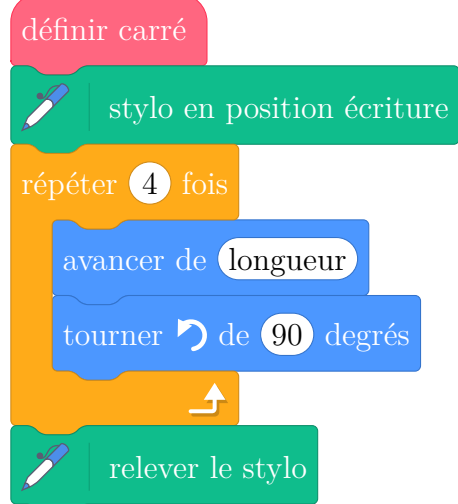 définir carré
stylo en position écriture
répéter 4 fois
avancer de longueur
tourner de 90 degrés
relever le stylo